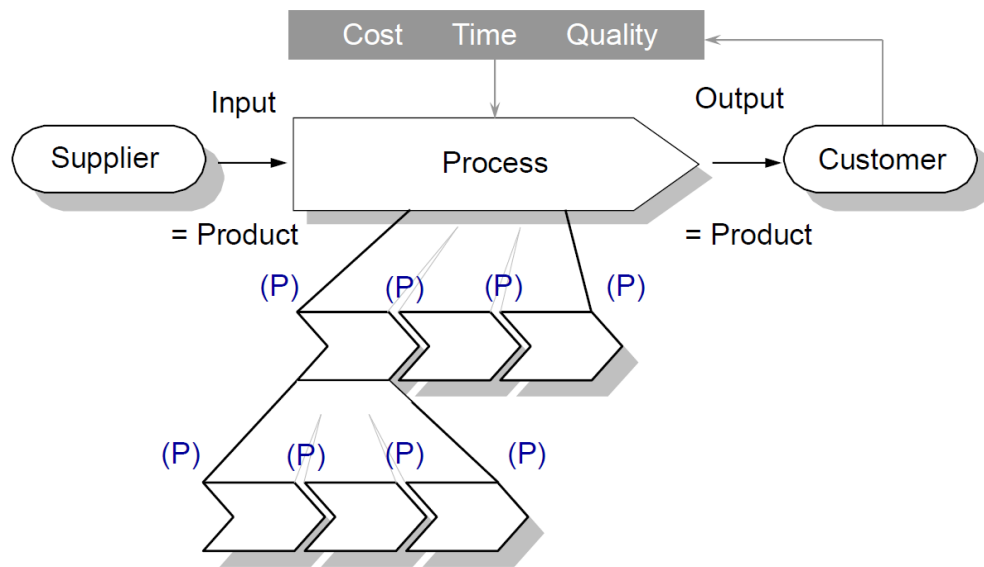 Cost Time Quality
Input
Output
Supplier
Process
Customer
= Product
= Product
(P) (P) (P) (P)
(P) (P) (P) (P)